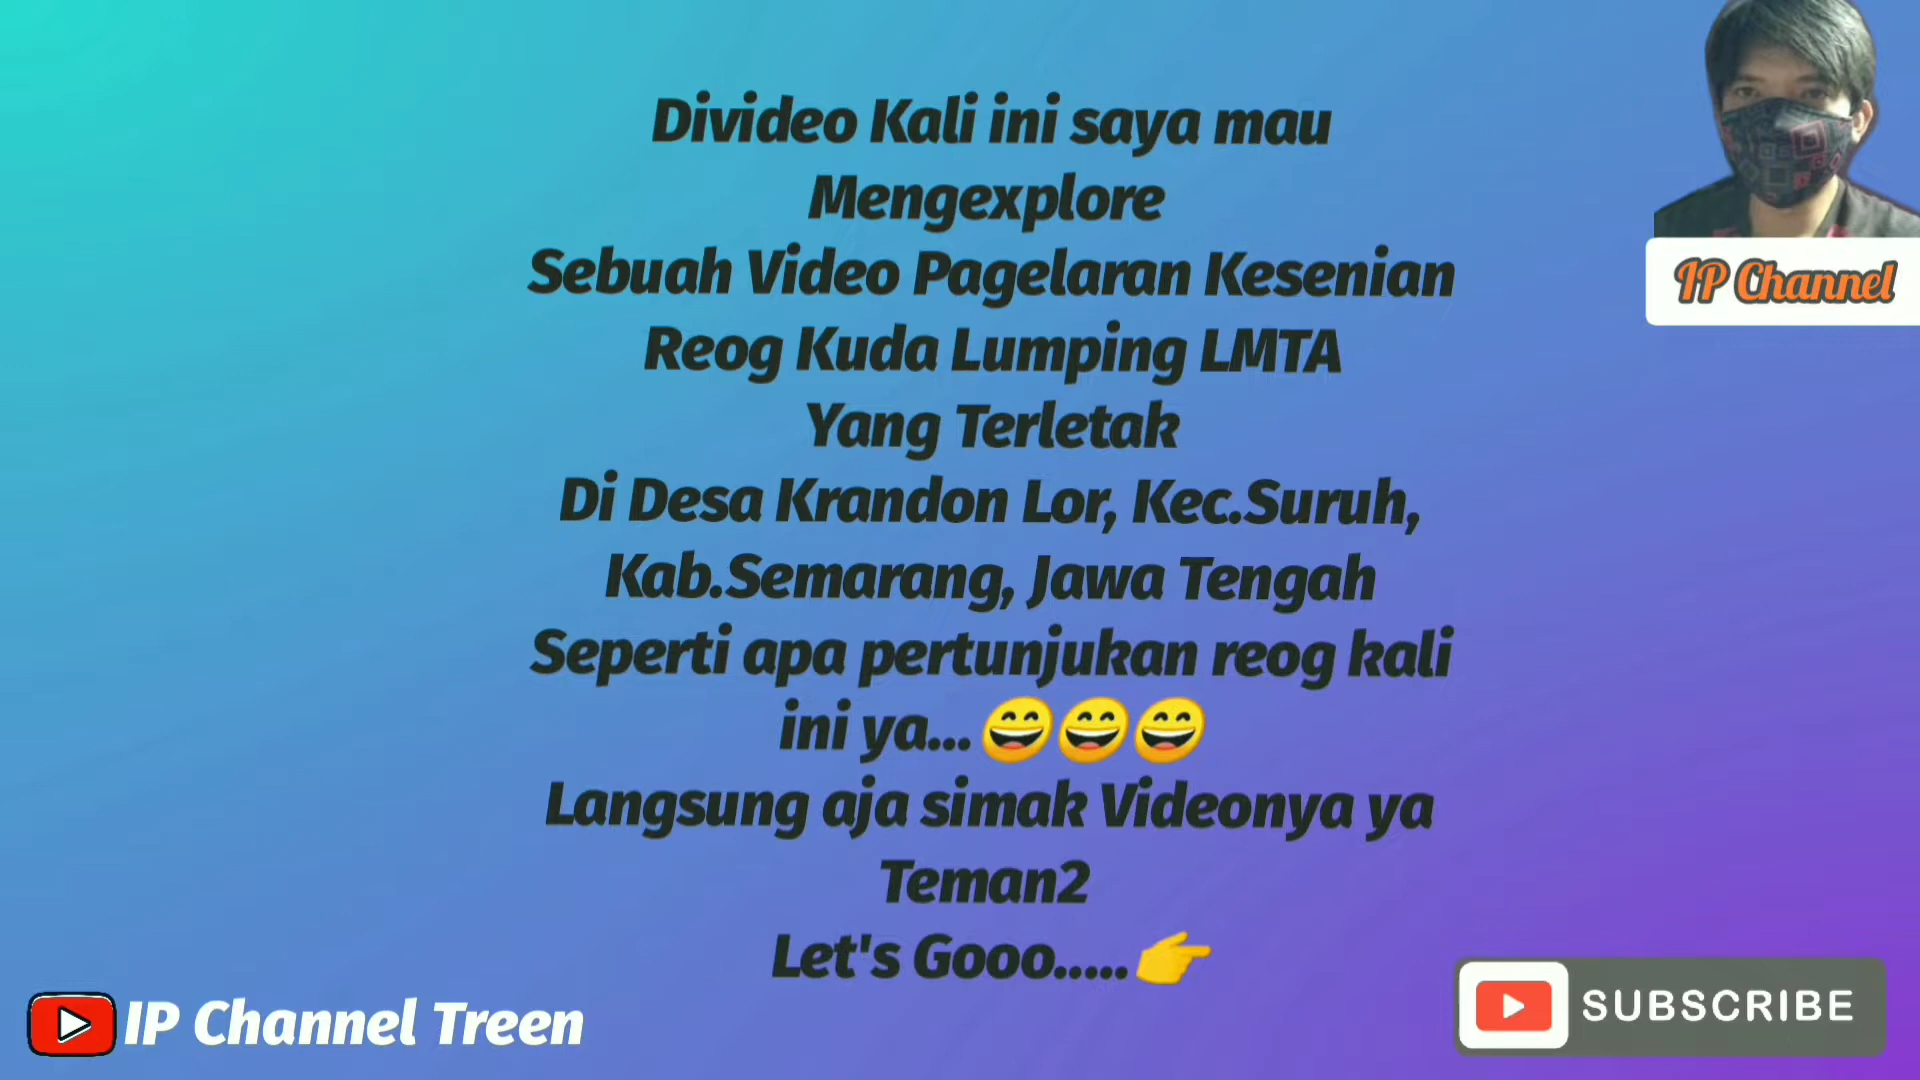 Divideo Kali ini saya mau
Mengexplore
Sebuah Video Pagelaran Kesenian
Reog Kuda Lumping LMTA
Yang Terletak
Di Desa Krandon Lor, Kec.Suruh,
Kab.Semarang, Jawa Tengah
Seperti apa pertunjukan reog kali
ini ya...😄😄😄
Langsung aja simak Videonya ya
Teman2
Let's Gooo.....👉
IP Channel
IP Channel Treen
SUBSCRIBE